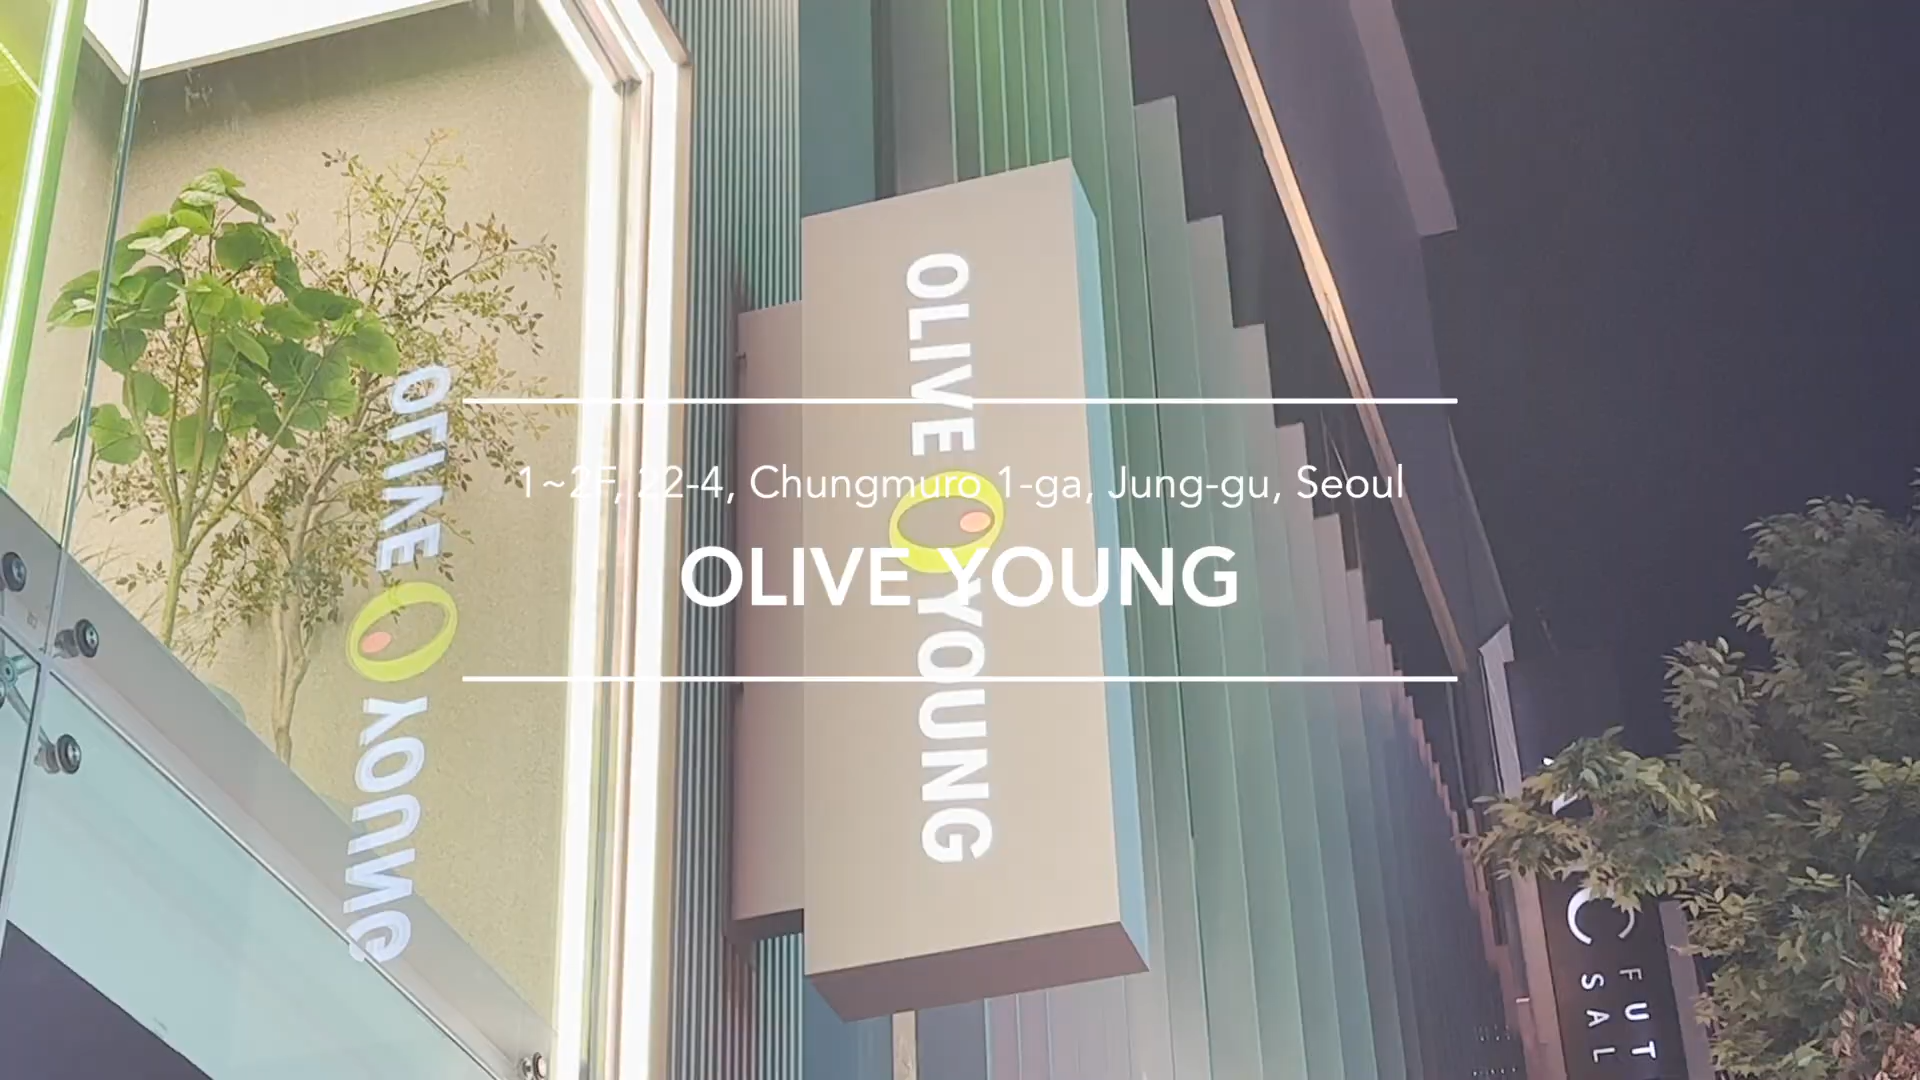 1~2F, 22-4, Chungmuro 1-ga, Jung-gu, Seoul
OLIVE YOUNG
OLIVE YOUNG
OLIVE YOUNG
FUT
SAL